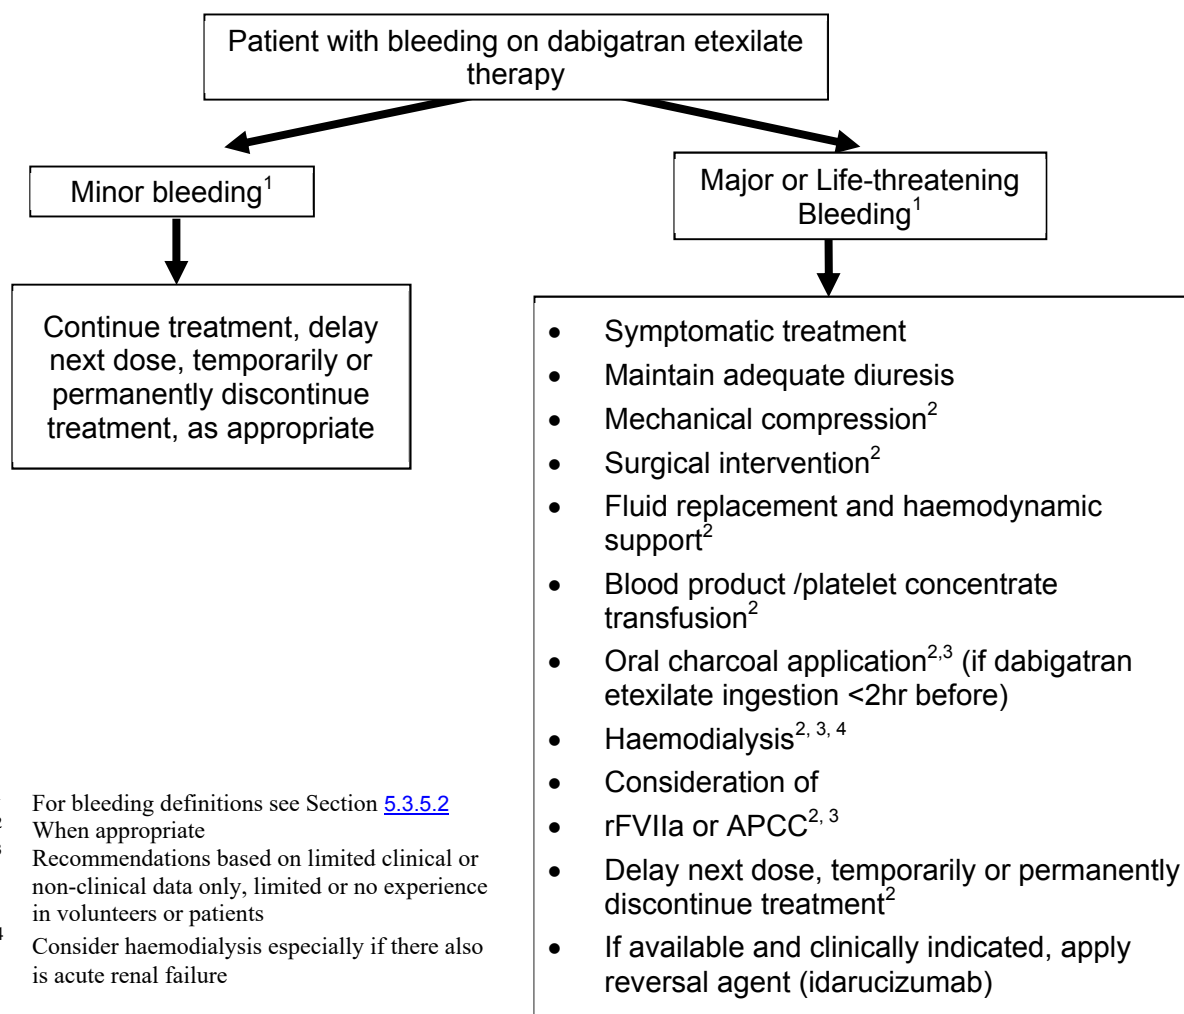 Patient with bleeding on dabigatran etexilate
therapy
Minor bleeding¹
Major or Life-threatening
Bleeding¹
Continue treatment, delay
next dose, temporarily or
permanently discontinue
treatment, as appropriate
• Symptomatic treatment
• Maintain adequate diuresis
• Mechanical compression²
• Surgical intervention²
• Fluid replacement and haemodynamic
support²
• Blood product /platelet concentrate
transfusion²
• Oral charcoal application²,³ (if dabigatran
etexilate ingestion <2hr before)
• Haemodialysis², ³, ⁴
• Consideration of
• rFVIIa or APCC², ³
• Delay next dose, temporarily or permanently
discontinue treatment²
• If available and clinically indicated, apply
reversal agent (idarucizumab)
For bleeding definitions see Section 5.3.5.2
² When appropriate
³ Recommendations based on limited clinical or
non-clinical data only, limited or no experience
in volunteers or patients
⁴ Consider haemodialysis especially if there also
is acute renal failure